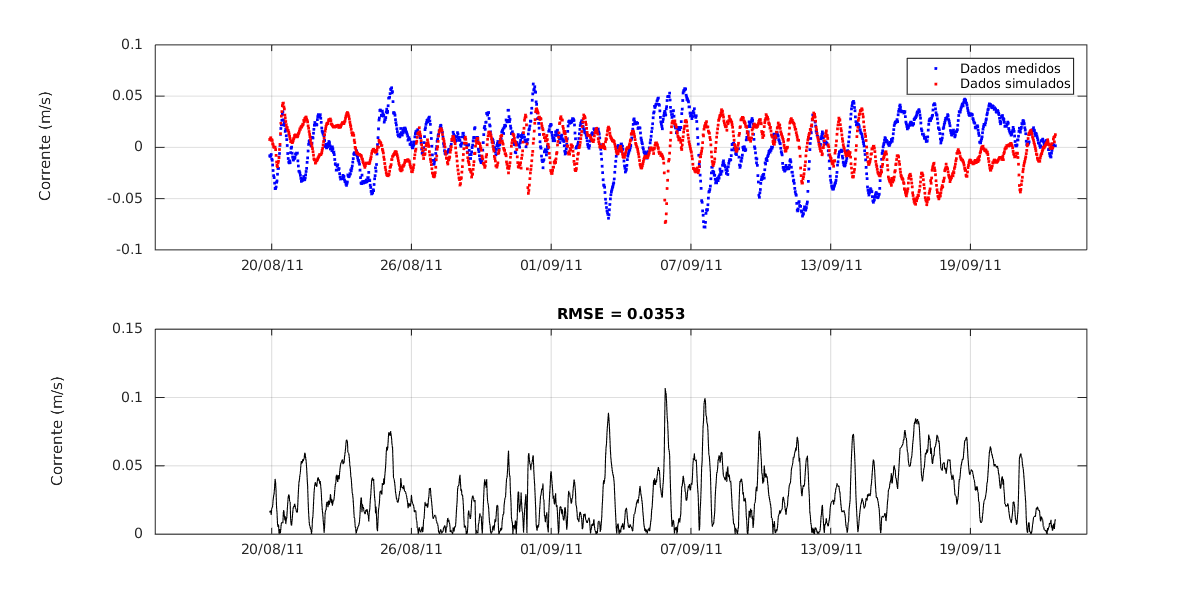 0.1
0.05
0
-0.05
-0.1
Corrente (m/s)
Dados medidos
Dados simulados
20/08/11 26/08/11 01/09/11 07/09/11 13/09/11 19/09/11
RMSE = 0.0353
0.15
0.1
0.05
0
Corrente (m/s)
20/08/11 26/08/11 01/09/11 07/09/11 13/09/11 19/09/11